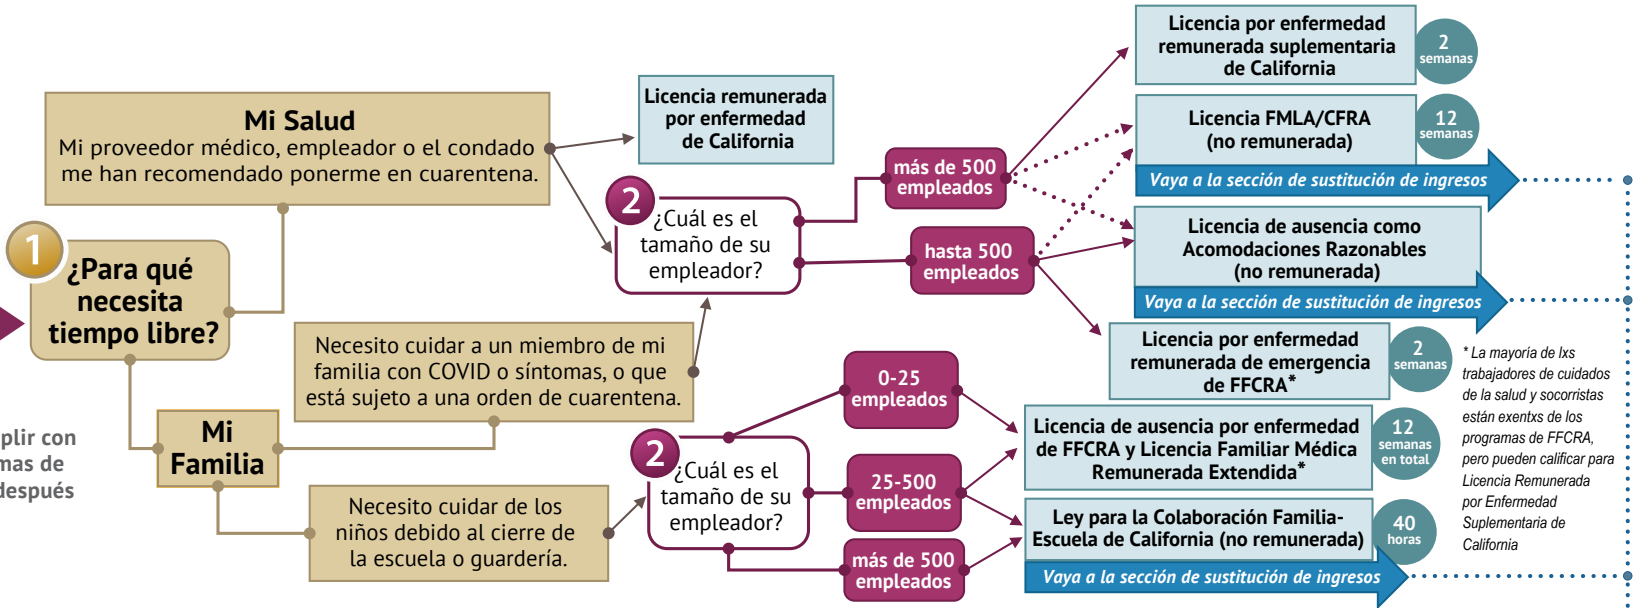 1
¿Para qué
necesita
tiempo libre?
Mi Salud
Mi proveedor médico, empleador o el condado
me han recomendado ponerme en cuarentena.
Licencia remunerada
por enfermedad
de California
2
¿Cuál es el
tamaño de su
empleador?
más de 500
empleados
hasta 500
empleados
Licencia por enfermedad
remunerada suplementaria
de California
2
semanas
Licencia FMLA/CFRA
(no remunerada)
12
semanas
Vaya a la sección de sustitución de ingresos
Licencia de ausencia como
Acomodaciones Razonables
(no remunerada)
Vaya a la sección de sustitución de ingresos
Licencia por enfermedad
remunerada de emergencia
de FFCRA*
2
semanas
Mi
Familia
Necesito cuidar a un miembro de mi
familia con COVID o síntomas, o que
está sujeto a una orden de cuarentena.
Necesito cuidar de los
niños debido al cierre de
la escuela o guardería.
2
¿Cuál es el
tamaño de su
empleador?
0-25
empleados
25-500
empleados
más de 500
empleados
Licencia de ausencia por enfermedad
de FFCRA y Licencia Familiar Médica
Remunerada Extendida*
12
semanas
en total
Ley para la Colaboración Familia-
Escuela de California (no remunerada)
40
horas
Vaya a la sección de sustitución de ingresos
* La mayoría de lxs
trabajadores de cuidados
de la salud y socorristas
están exentxs de los
programas de FFCRA,
pero pueden calificar para
Licencia Remunerada
por Enfermedad
Suplementaria de
California
plir con
mas de
después